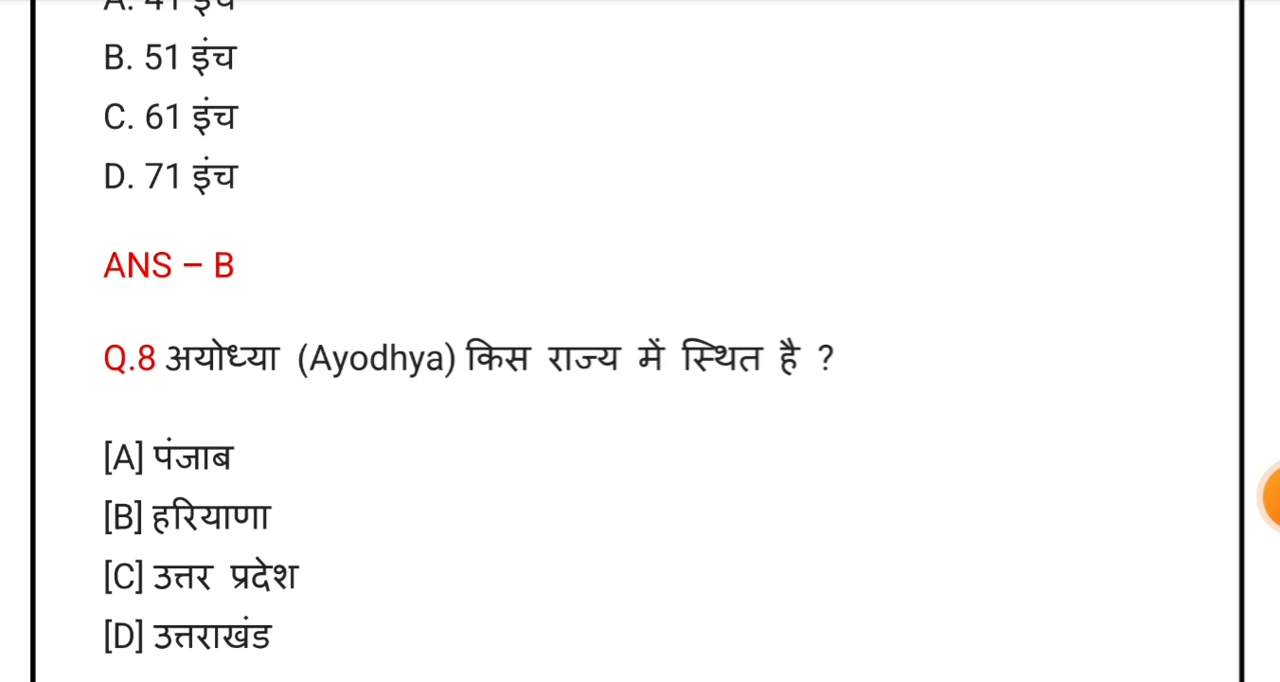 B. 51 इंच
C. 61 इंच
D. 71 इंच
ANS – B
Q.8 अयोध्या (Ayodhya) किस राज्य में स्थित है ?
[A] पंजाब
[B] हरियाणा
[C] उत्तर प्रदेश
[D] उत्तराखंड